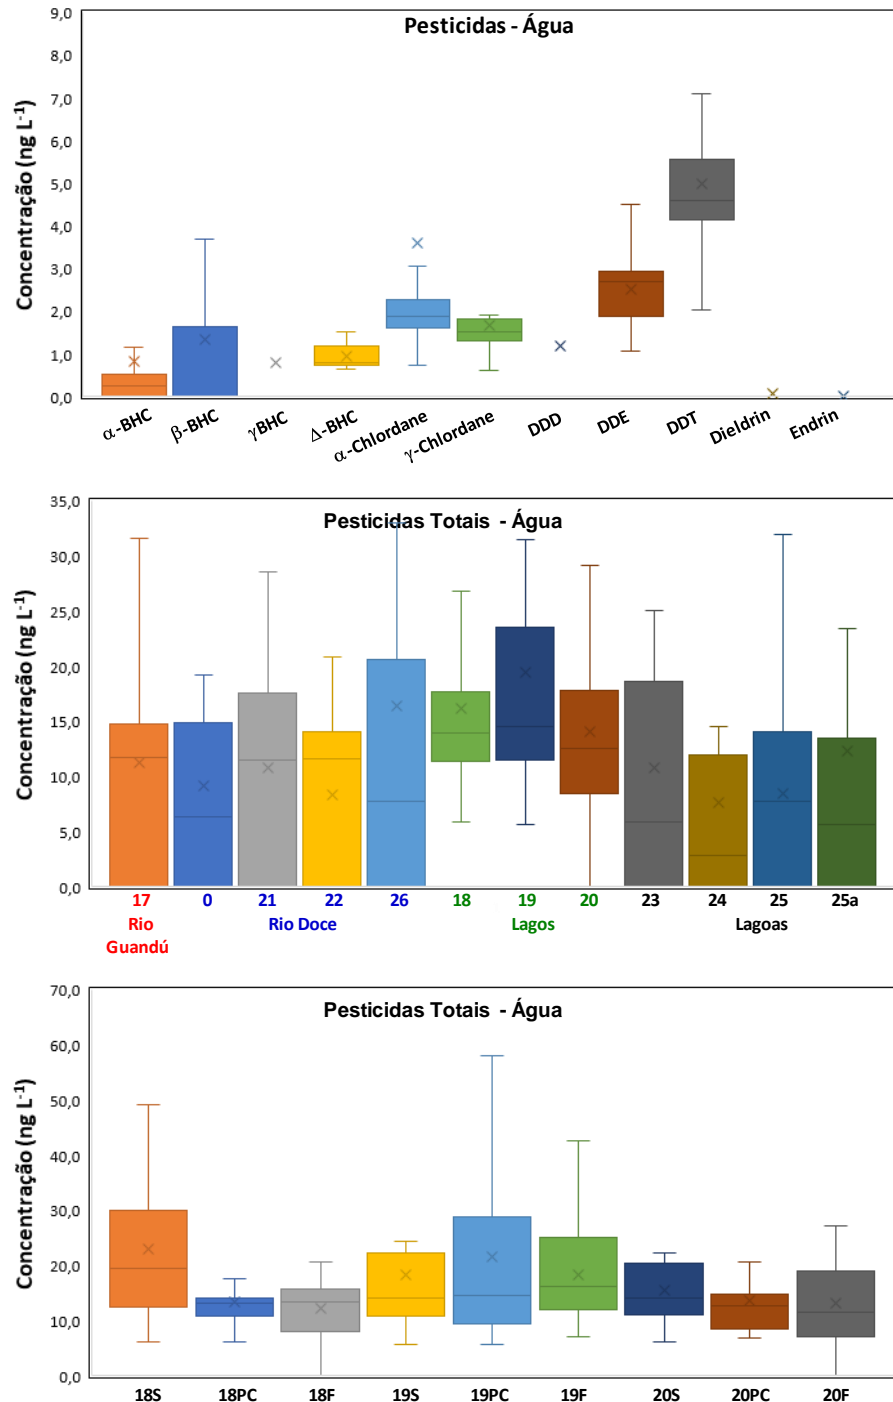 Pesticidas - Água
Concentração (ng L-1)
9,0
8,0
7,0
6,0
5,0
4,0
3,0
2,0
1,0
0,0
α-BHC
β-BHC
γBHC
Δ-BHC
α-Chlordane
γ-Chlordane
DDD
DDE
DDT
Dieldrin
Endrin
Pesticidas Totais - Água
Concentração (ng L-1)
35,0
30,0
25,0
20,0
15,0
10,0
5,0
0,0
17 0 21 22 26 18 19 20 23 24 25 25a
Rio Rio Doce Lagos Lagoas
Guandú
Pesticidas Totais - Água
Concentração (ng L-1)
70,0
60,0
50,0
40,0
30,0
20,0
10,0
0,0
18S 18PC 18F 19S 19PC 19F 20S 20PC 20F